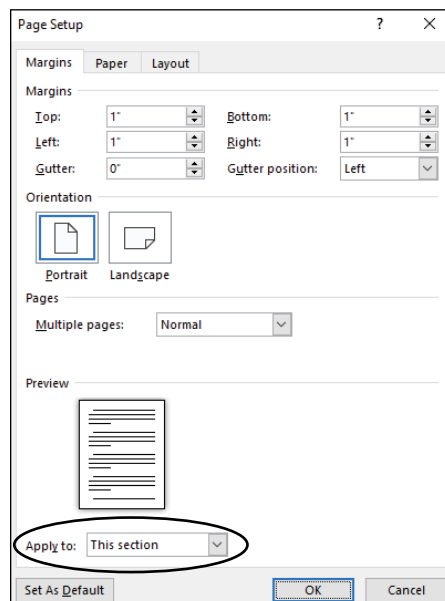 Page Setup ? ×
Margins Paper Layout
Margins
Top: 1" Bottom: 1"
Left: 1" Right: 1"
Gutter: 0" Gutter position: Left
Orientation
Portrait Landscape
Pages
Multiple pages: Normal
Preview
Apply to: This section
Set As Default OK Cancel